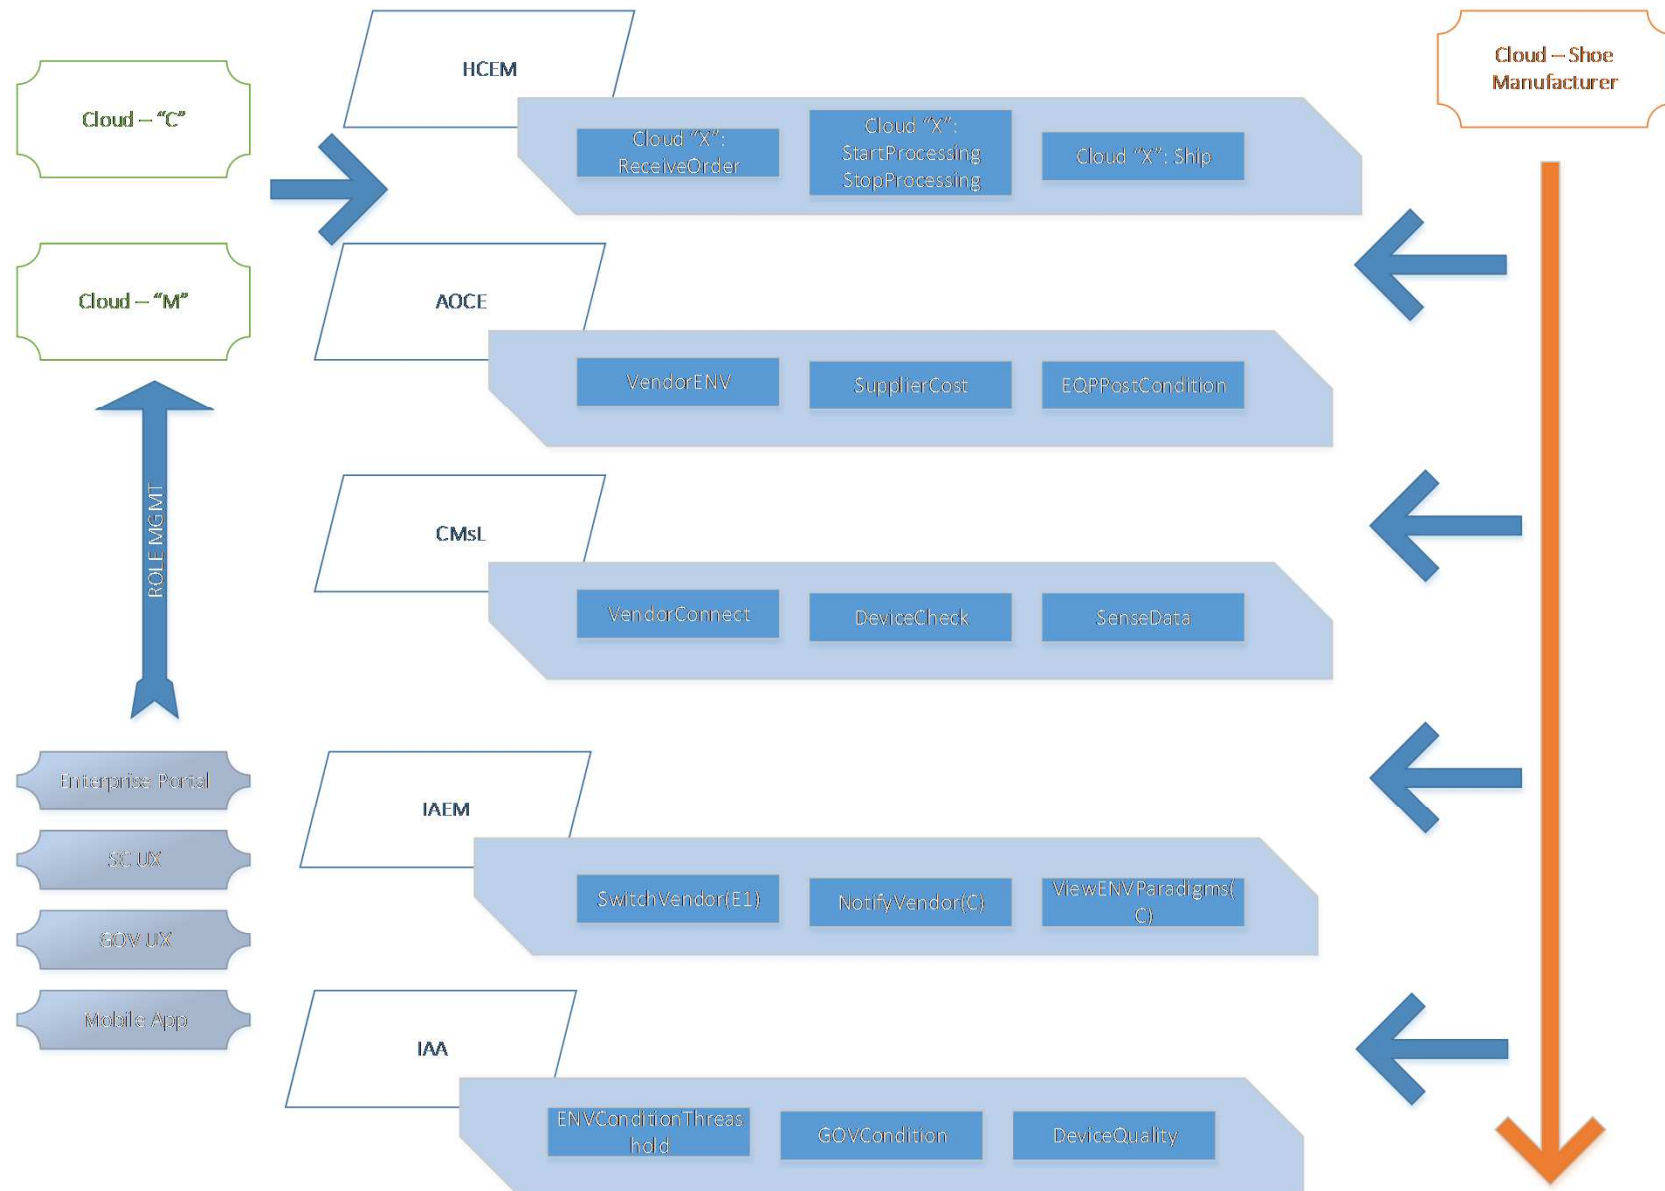 HCEM
Cloud – Shoe
Manufacturer
Cloud – “C”
Cloud “X”:
ReceiveOrder
Cloud “X”:
StartProcessing
StopProcessing
Cloud “X”: Ship
Cloud – “M”
AOCE
VendorENV
SupplierCost
EQPPostCondition
ROLE MGMT
CMsL
VendorConnect
DeviceCheck
SenseData
Enterprise Portal
SC UX
GOV UX
Mobile App
IAEM
SwitchVendor(E1)
NotifyVendor(C)
ViewENVParadigms(
C)
IAA
ENVConditionThreas
hold
GOVCondition
DeviceQuality